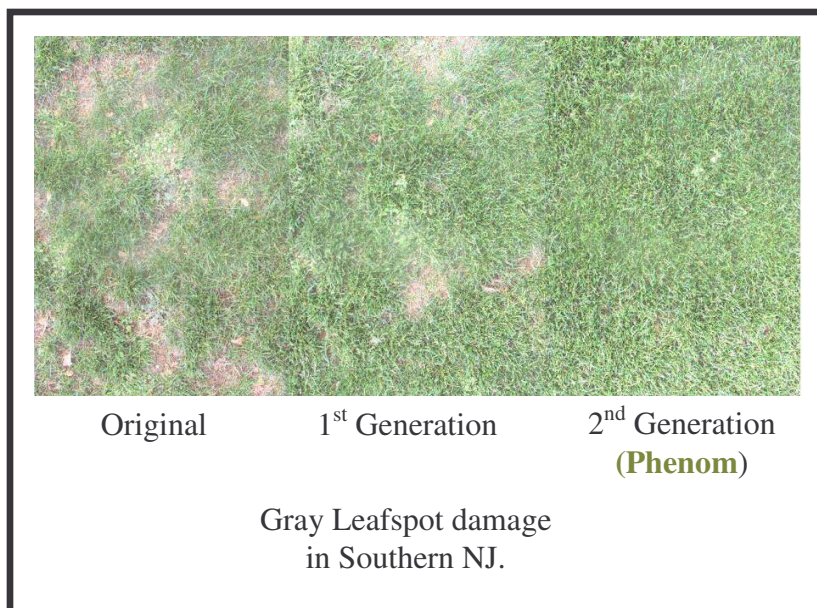 Original
1st Generation
2nd Generation
(Phenom)
Gray Leafspot damage
in Southern NJ.